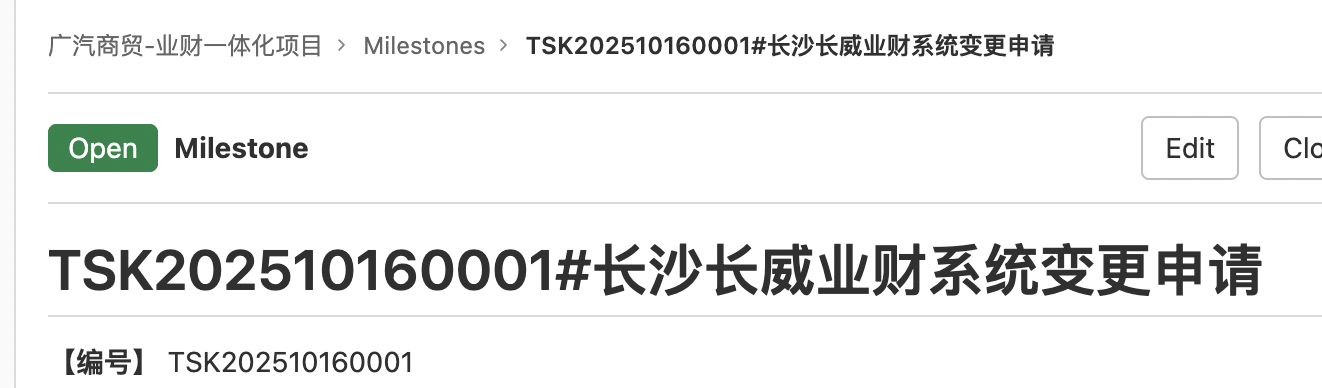 广汽商贸-业财一体化项目 › Milestones › TSK202510160001#长沙长威业财系统变更申请
Open Milestone Edit Clo
TSK202510160001#长沙长威业财系统变更申请
【编号】 TSK202510160001